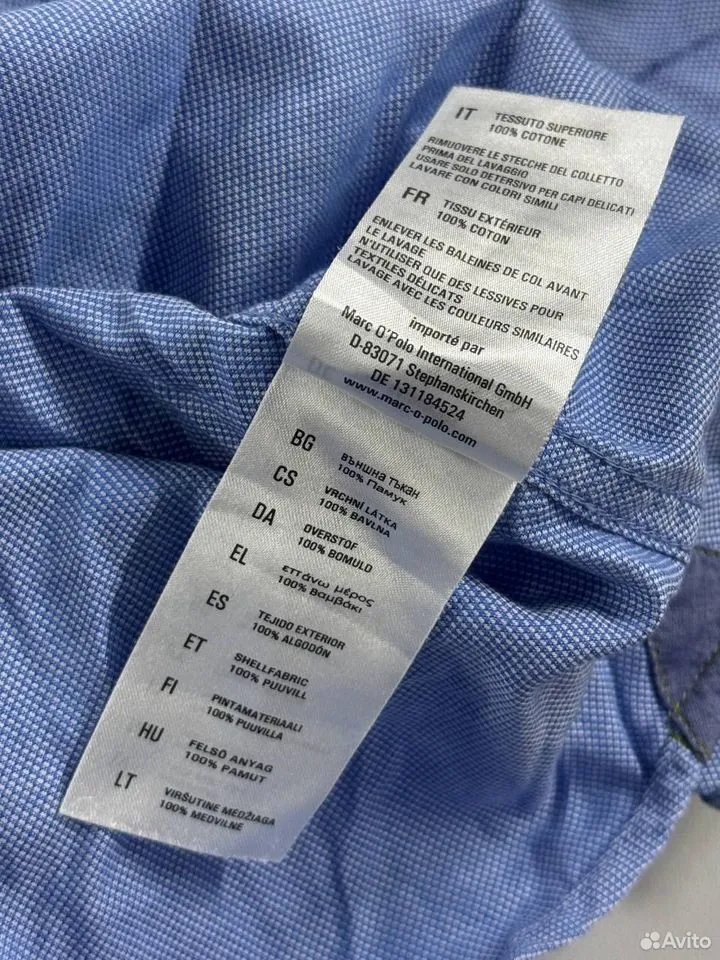 IT TESSUTO SUPERIORE
100% COTONE
RIMUOVERE LE STECCHE DEL COLLETTO
PRIMA DEL LAVAGGIO
USARE SOLO DETERSIVO PER CAPI DELICATI
LAVARE CON COLORI SIMILI
FR TISSU EXTÉRIEUR
100% COTON
ENLEVER LES BALEINES DE COL AVANT
LE LAVAGE
N'UTILISER QUE DES LESSIVES POUR
TEXTILES DÉLICATS
LAVAGE AVEC LES COULEURS SIMILAIRES
importé par
Marc O'Polo International GmbH
D-83071 Stephanskirchen
DE 131184524
www.marc-o-polo.com
BG ВЪНШНА ТЪКАН
100% Памук
CS VRCHNI LÁTKA
100% BAVLNA
DA OVERSTOF
100% BOMULD
EL επάνω μέρος
100% Βαμβάκι
ES TEJIDO EXTERIOR
100% ALGODÓN
ET SHELLFABRIC
100% PUUVILL
FI PINTAMATERIAALI
100% PUUVILLA
HU FELSŐ ANYAG
100% PAMUT
LT VIRŠUTINE MEDŽIAGA
100% MEDVILNE
Avito